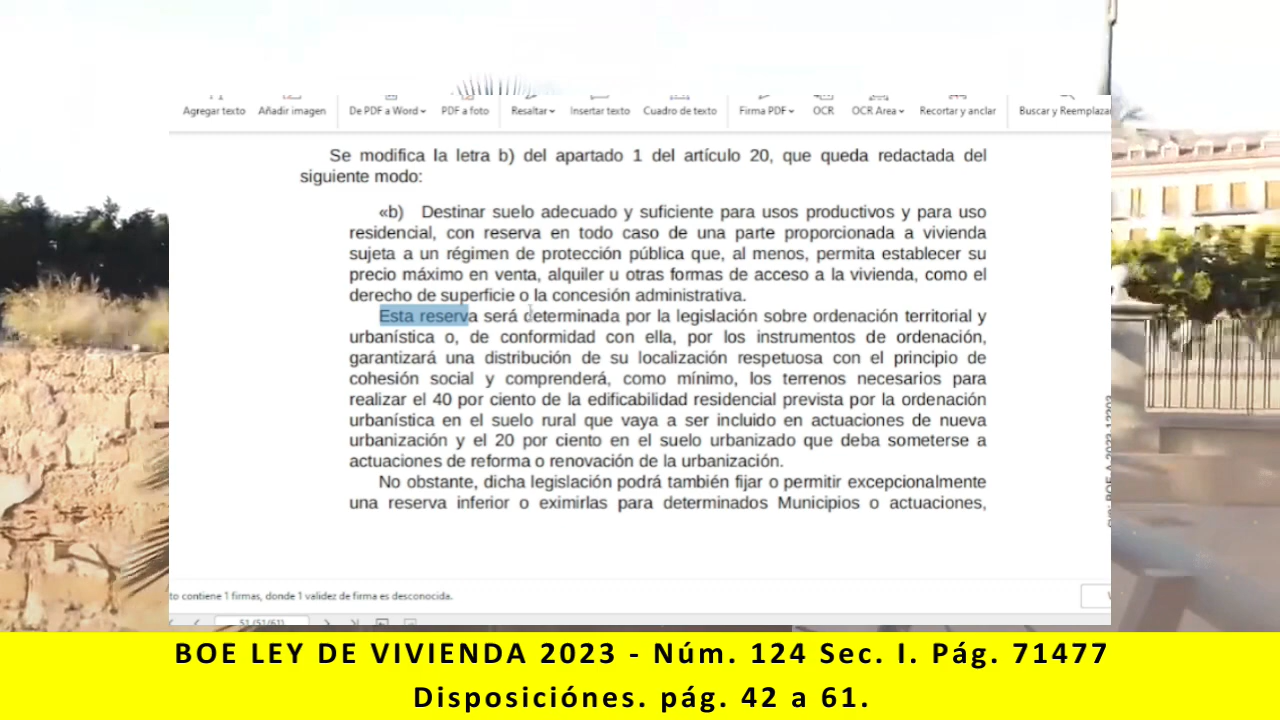 Agregar texto Añadir imagen De PDF a Word PDF a foto Resaltar Insertar texto Cuadro de texto Firma PDF OCR OCR Area Recortar y anclar Buscar y Reemplaza
Se modifica la letra b) del apartado 1 del artículo 20, que queda redactada del
siguiente modo:
«b) Destinar suelo adecuado y suficiente para usos productivos y para uso
residencial, con reserva en todo caso de una parte proporcionada a vivienda
sujeta a un régimen de protección pública que, al menos, permita establecer su
precio máximo en venta, alquiler u otras formas de acceso a la vivienda, como el
derecho de superficie o la concesión administrativa.
Esta reserva será determinada por la legislación sobre ordenación territorial y
urbanística o, de conformidad con ella, por los instrumentos de ordenación,
garantizará una distribución de su localización respetuosa con el principio de
cohesión social y comprenderá, como mínimo, los terrenos necesarios para
realizar el 40 por ciento de la edificabilidad residencial prevista por la ordenación
urbanística en el suelo rural que vaya a ser incluido en actuaciones de nueva
urbanización y el 20 por ciento en el suelo urbanizado que deba someterse a
actuaciones de reforma o renovación de la urbanización.
No obstante, dicha legislación podrá también fijar o permitir excepcionalmente
una reserva inferior o eximirlas para determinados Municipios o actuaciones,
to contiene 1 firmas, donde 1 validez de firma es desconocida.
51 (51/61)
BOE LEY DE VIVIENDA 2023 - Núm. 124 Sec. I. Pág. 71477
Disposiciónes. pág. 42 a 61.